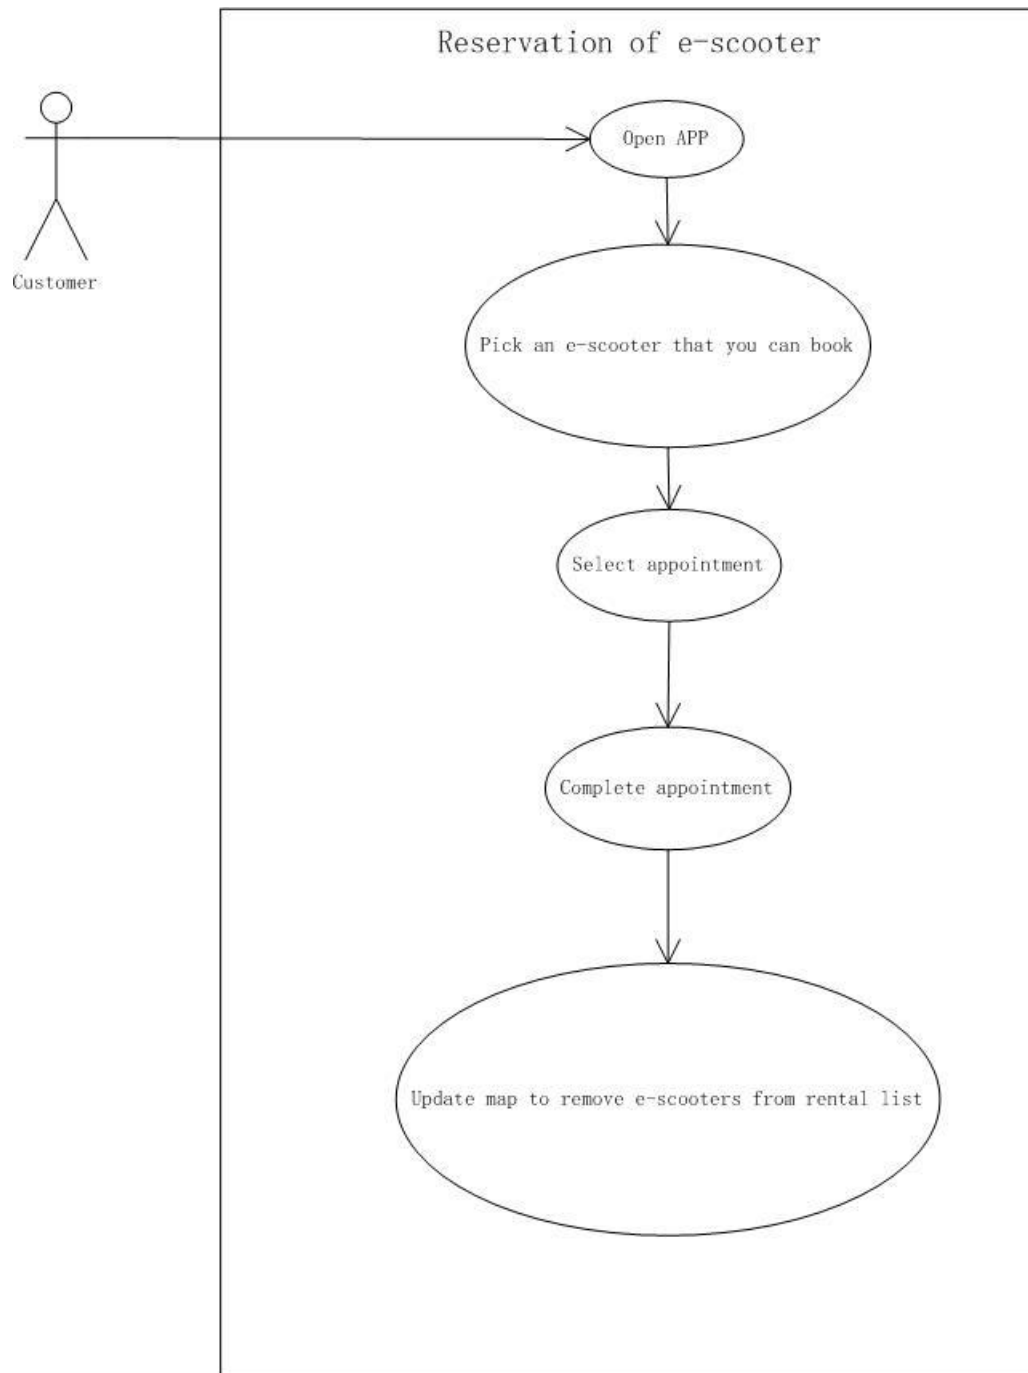 Reservation of e-scooter
Open APP
Customer
Pick an e-scooter that you can book
Select appointment
Complete appointment
Update map to remove e-scooters from rental list